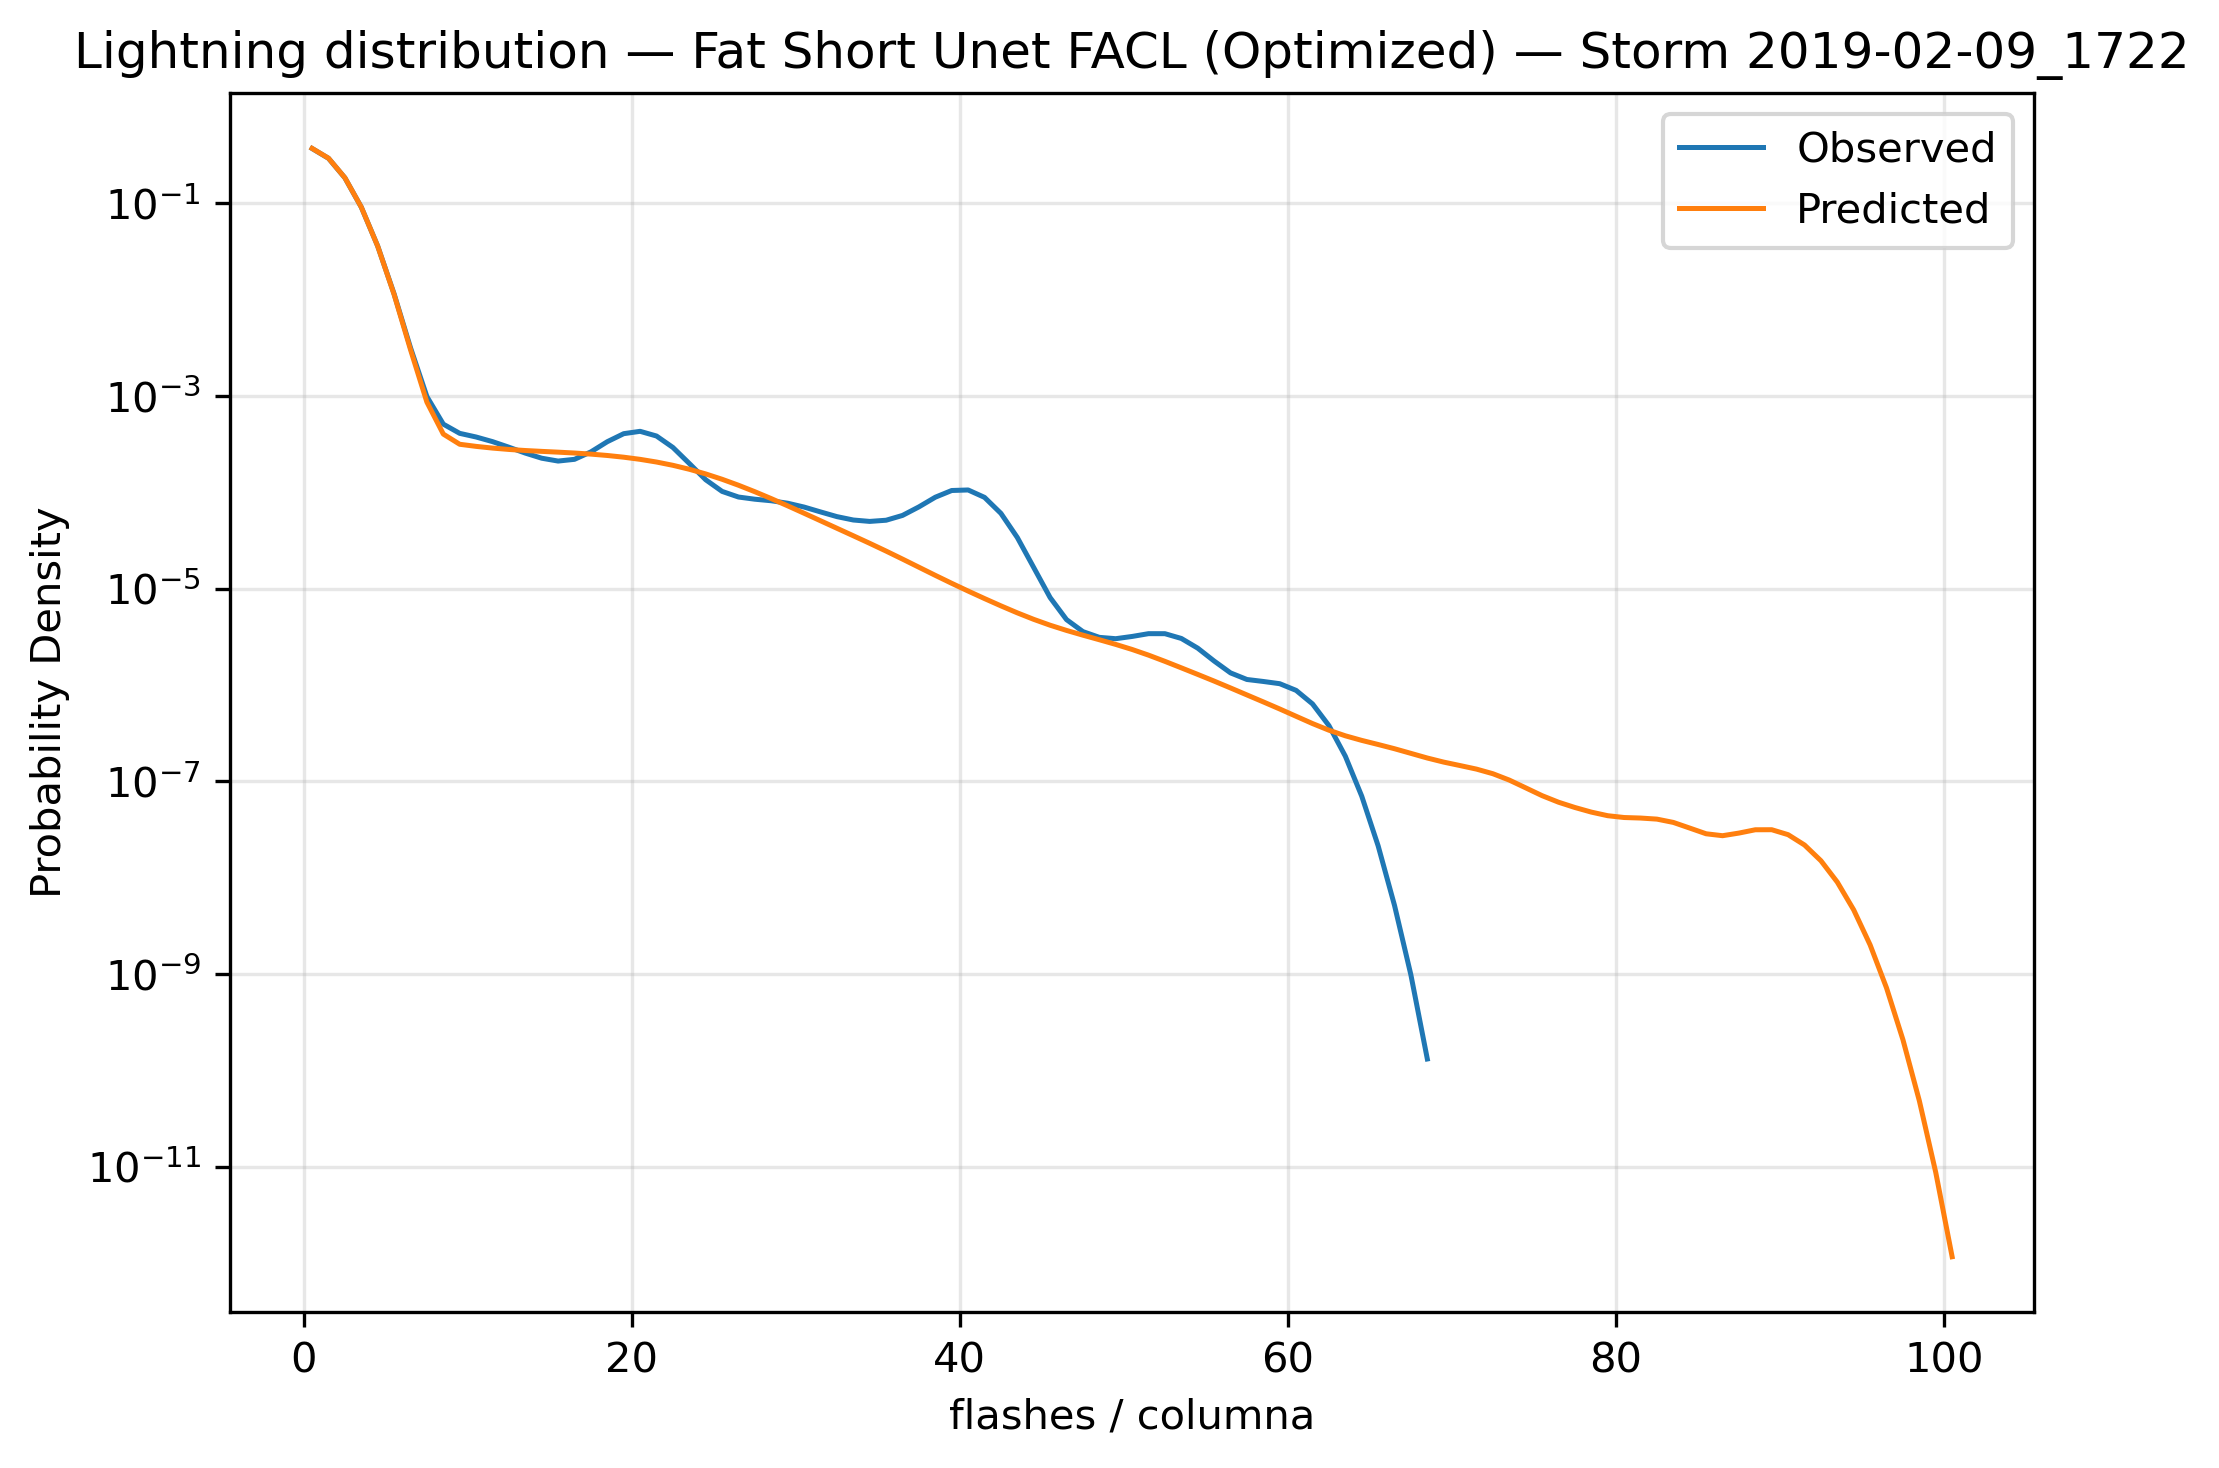 Lightning distribution — Fat Short Unet FACL (Optimized) — Storm 2019-02-09_1722
Observed
Predicted
Probability Density
10⁻¹
10⁻³
10⁻⁵
10⁻⁷
10⁻⁹
10⁻¹¹
0 20 40 60 80 100
flashes / columna